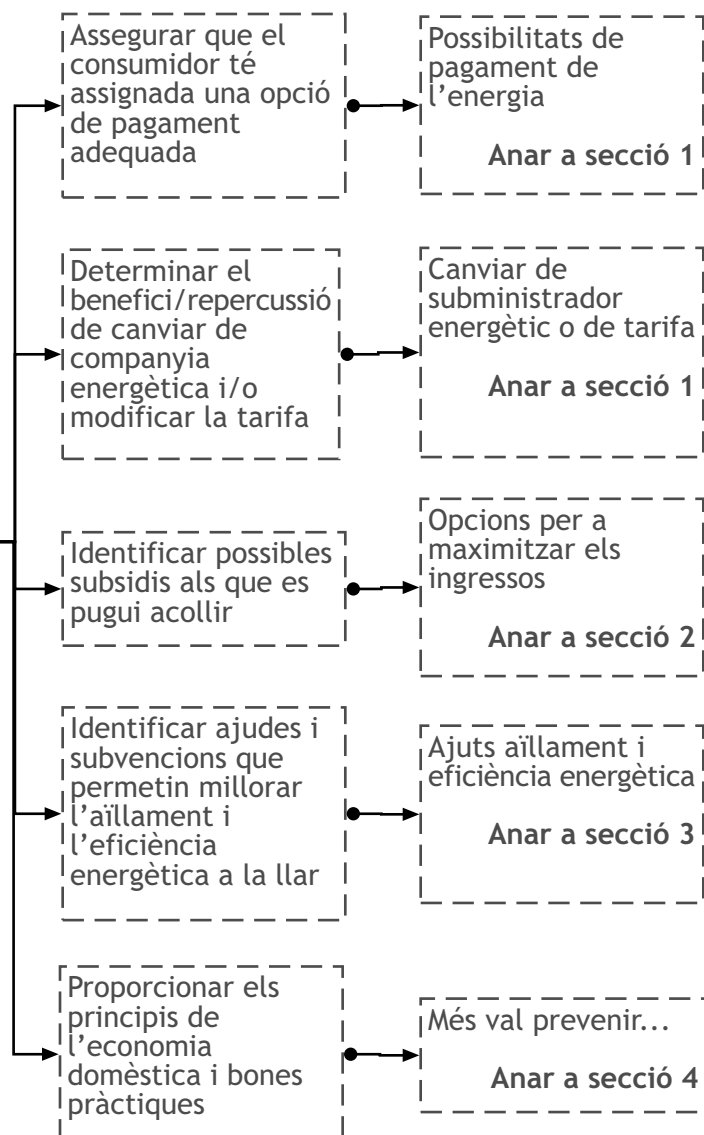 Assegurar que el
consumidor té
assignada una opció
de pagament
adequada
Possibilitats de
pagament de
l’energia
Anar a secció 1
Determinar el
benefici/repercussió
de canviar de
companyia
energètica i/o
modificar la tarifa
Canviar de
subministrador
energètic o de tarifa
Anar a secció 1
Identificar possibles
subsidis als que es
pugui acollir
Opcions per a
maximitzar els
ingressos
Anar a secció 2
Identificar ajudes i
subvencions que
permetin millorar
l’aïllament i
l’eficiència
energètica a la llar
Ajuts aïllament i
eficiència energètica
Anar a secció 3
Proporcionar els
principis de
l’economia
domèstica i bones
pràctiques
Més val prevenir...
Anar a secció 4